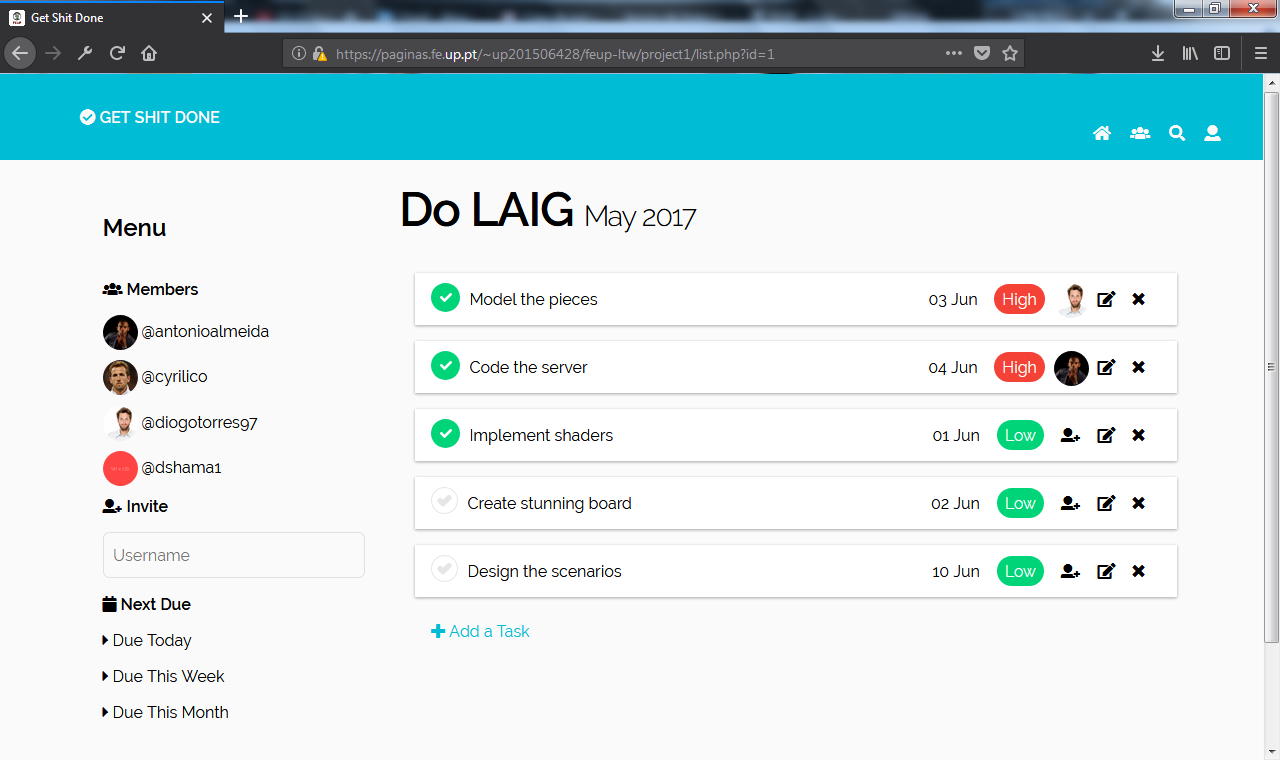 Get Shit Done
https://paginas.fe.up.pt/~up201506428/feup-ltw/project1/list.php?id=1
GET SHIT DONE
Do LAIG May 2017
Menu
Members
@antonioalmeida
@cyrilico
@diogotorres97
@dshama1
Invite
Username
Next Due
Due Today
Due This Week
Due This Month
Model the pieces 03 Jun High
Code the server 04 Jun High
Implement shaders 01 Jun Low
Create stunning board 02 Jun Low
Design the scenarios 10 Jun Low
Add a Task